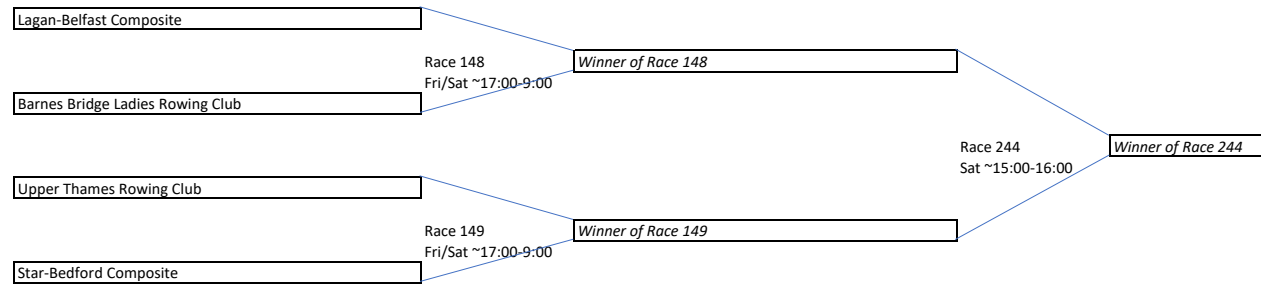 Lagan-Belfast Composite
Race 148
Fri/Sat ~17:00-9:00
Winner of Race 148
Barnes Bridge Ladies Rowing Club
Race 244
Sat ~15:00-16:00
Winner of Race 244
Upper Thames Rowing Club
Race 149
Fri/Sat ~17:00-9:00
Winner of Race 149
Star-Bedford Composite